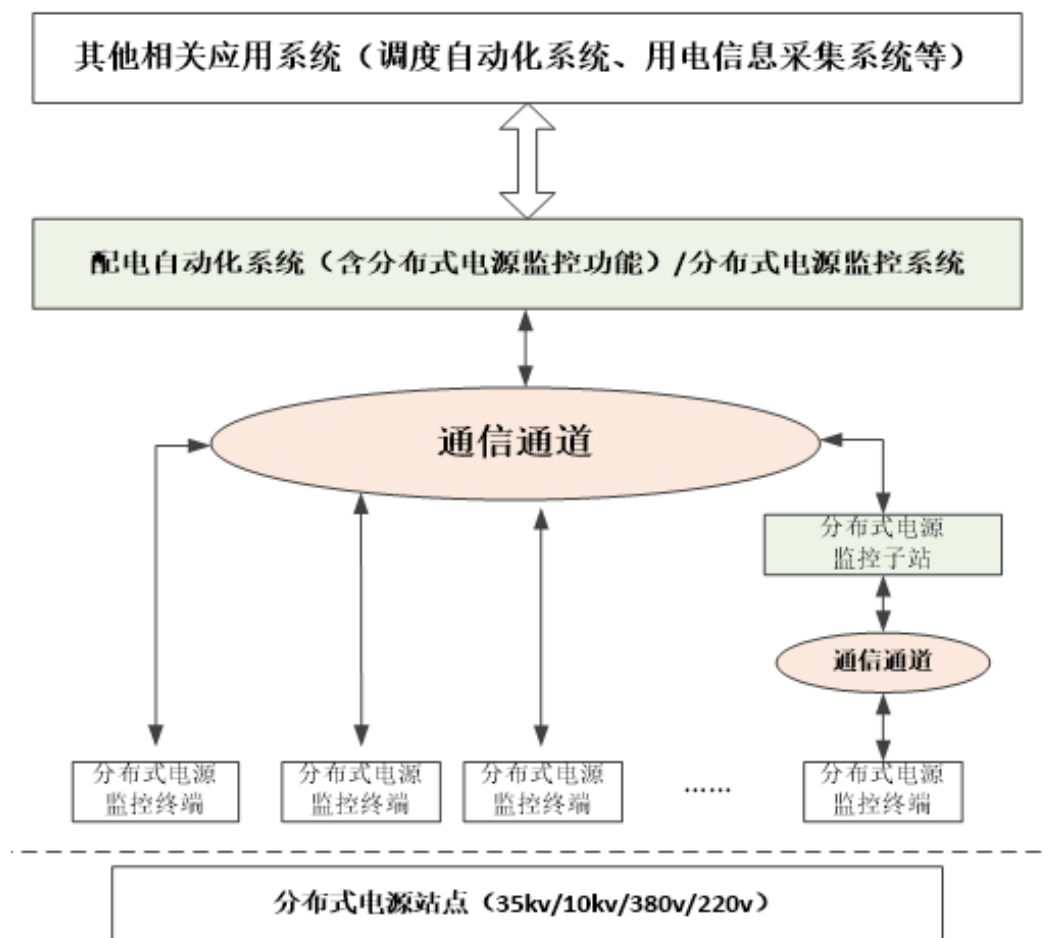 其他相关应用系统（调度自动化系统、用电信息采集系统等）
配电自动化系统（含分布式电源监控功能）/分布式电源监控系统
通信通道
分布式电源
监控子站
通信通道
分布式电源
监控终端
分布式电源
监控终端
分布式电源
监控终端
……
分布式电源
监控终端
分布式电源站点（35kv/10kv/380v/220v）